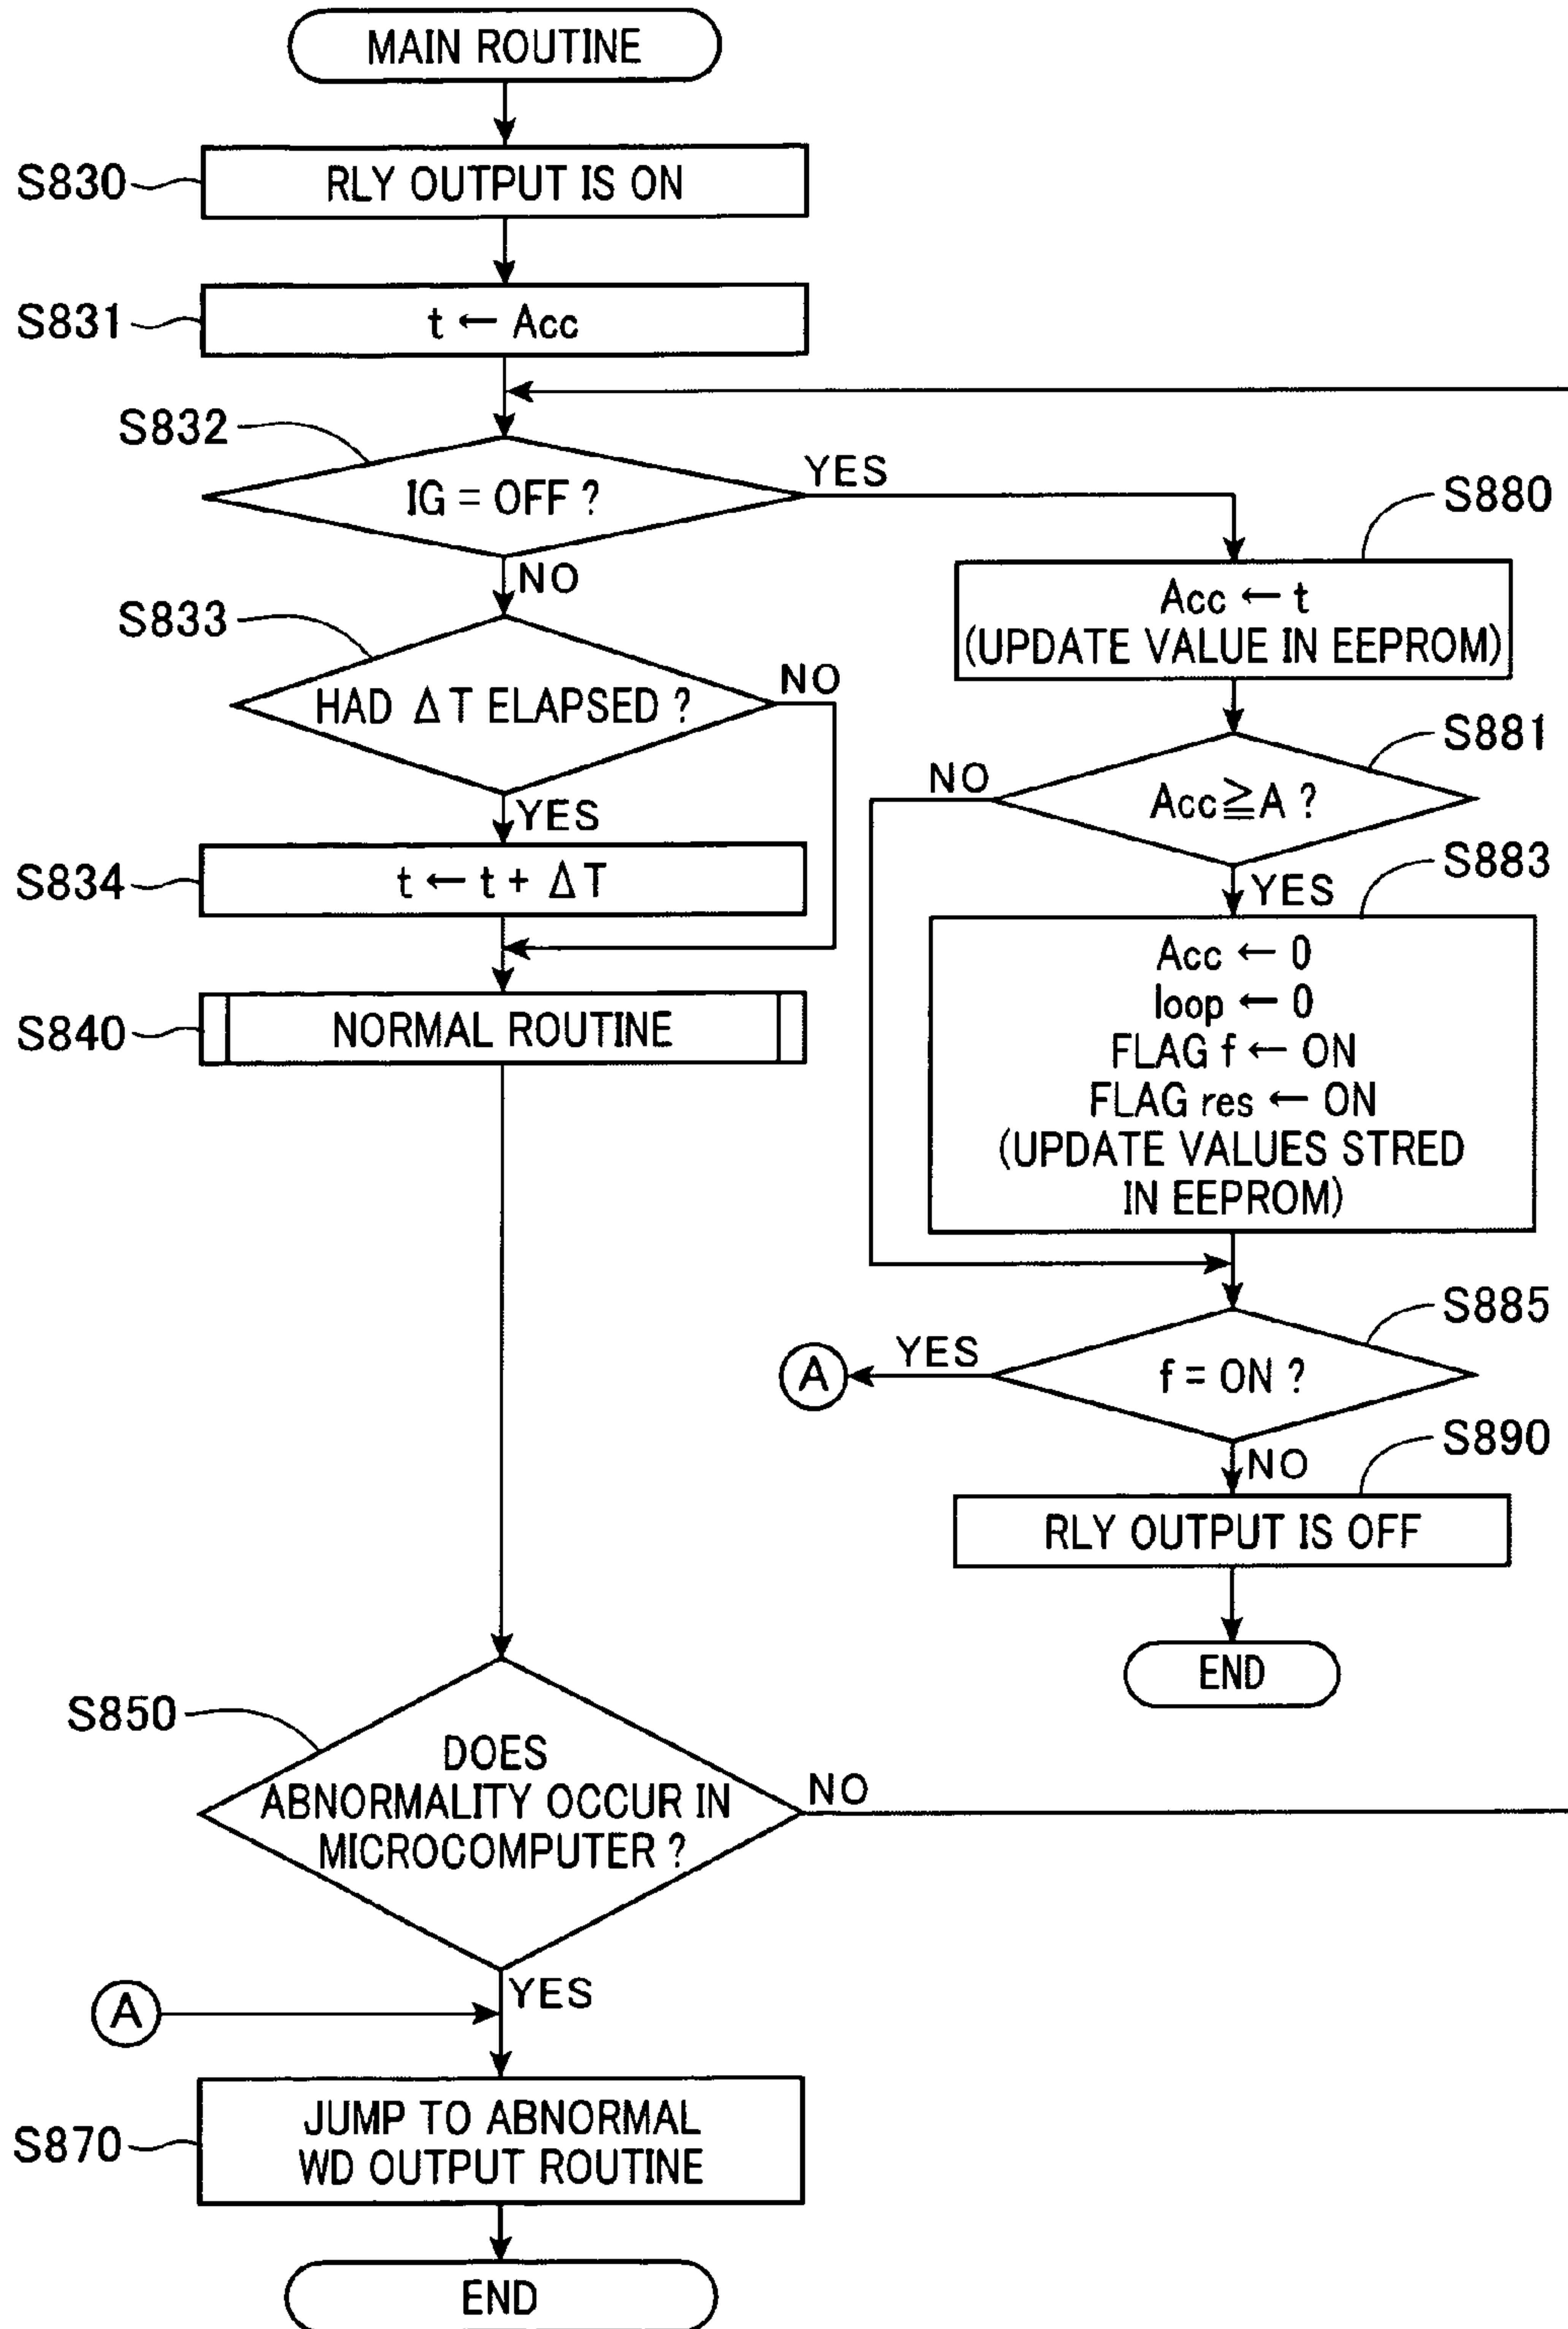 MAIN ROUTINE
S830
RLY OUTPUT IS ON
S831
t ← Acc
S832
IG = OFF ?
YES
NO
S833
HAD ΔT ELAPSED ?
NO
YES
S834
t ← t + ΔT
S840
NORMAL ROUTINE
S880
Acc ← t
(UPDATE VALUE IN EEPROM)
S881
Acc ≧ A ?
NO
YES
S883
Acc ← 0
loop ← 0
FLAG f ← ON
FLAG res ← ON
(UPDATE VALUES STRED
IN EEPROM)
S885
f = ON ?
YES
A
NO
S890
RLY OUTPUT IS OFF
END
S850
DOES
ABNORMALITY OCCUR IN
MICROCOMPUTER ?
NO
YES
A
S870
JUMP TO ABNORMAL
WD OUTPUT ROUTINE
END